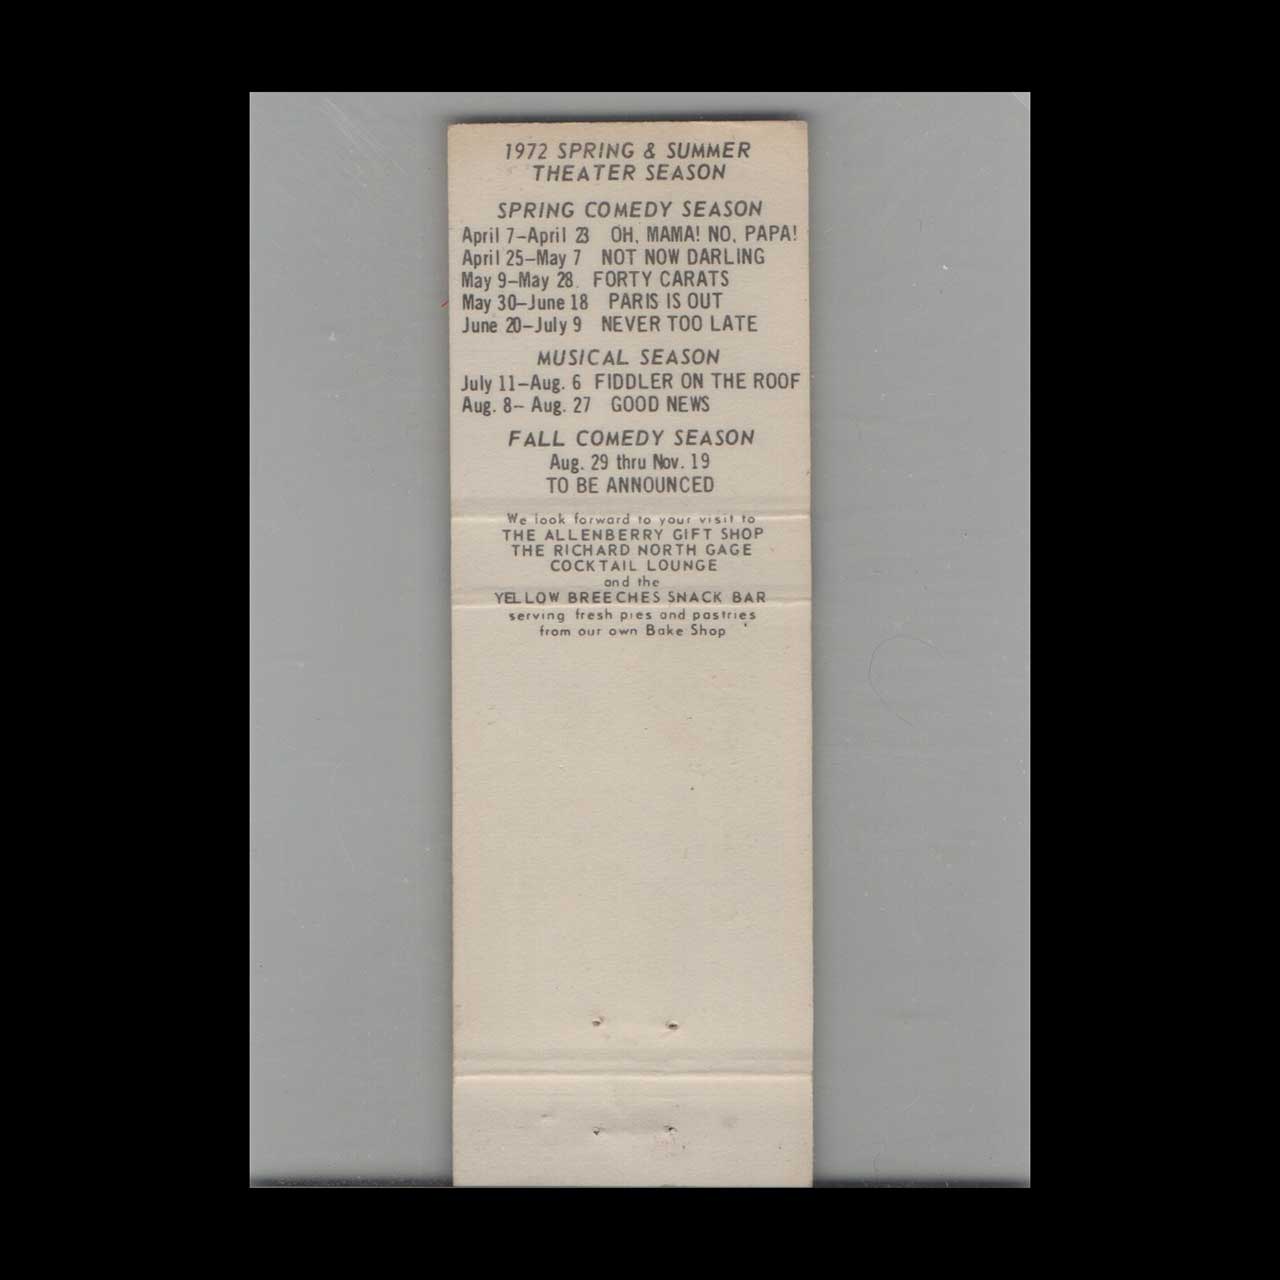 1972 SPRING & SUMMER
THEATER SEASON
SPRING COMEDY SEASON
April 7–April 23 OH, MAMA! NO, PAPA!
April 25–May 7 NOT NOW DARLING
May 9–May 28 FORTY CARATS
May 30–June 18 PARIS IS OUT
June 20–July 9 NEVER TOO LATE
MUSICAL SEASON
July 11–Aug. 6 FIDDLER ON THE ROOF
Aug. 8– Aug. 27 GOOD NEWS
FALL COMEDY SEASON
Aug. 29 thru Nov. 19
TO BE ANNOUNCED
We look forward to your visit to
THE ALLENBERRY GIFT SHOP
THE RICHARD NORTH GAGE
COCKTAIL LOUNGE
and the
YELLOW BREECHES SNACK BAR
serving fresh pies and pastries
from our own Bake Shop